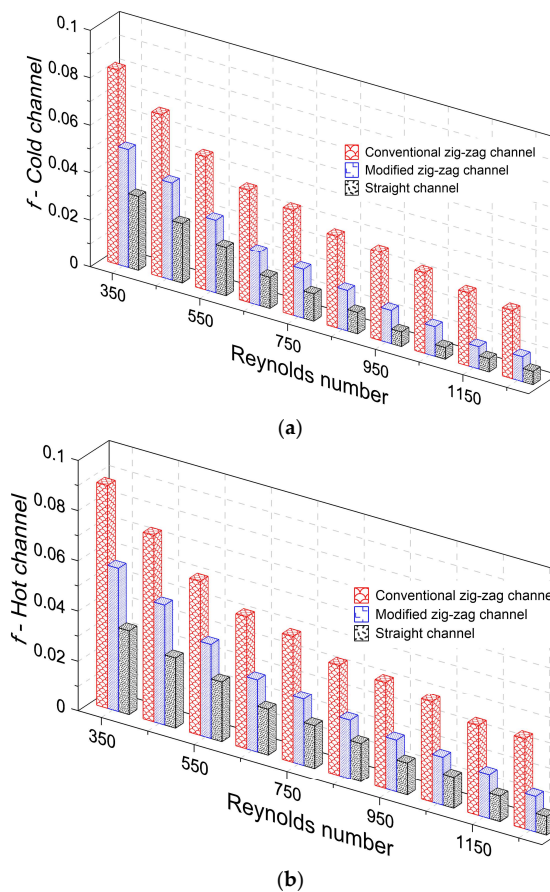 0.1
0.08
0.06
0.04
0.02
0
f - Cold channel
Conventional zig-zag channel
Modified zig-zag channel
Straight channel
350
550
750
950
1150
Reynolds number
(a)
0.1
0.08
0.06
0.04
0.02
0
f - Hot channel
Conventional zig-zag channel
Modified zig-zag channel
Straight channel
350
550
750
950
1150
Reynolds number
(b)